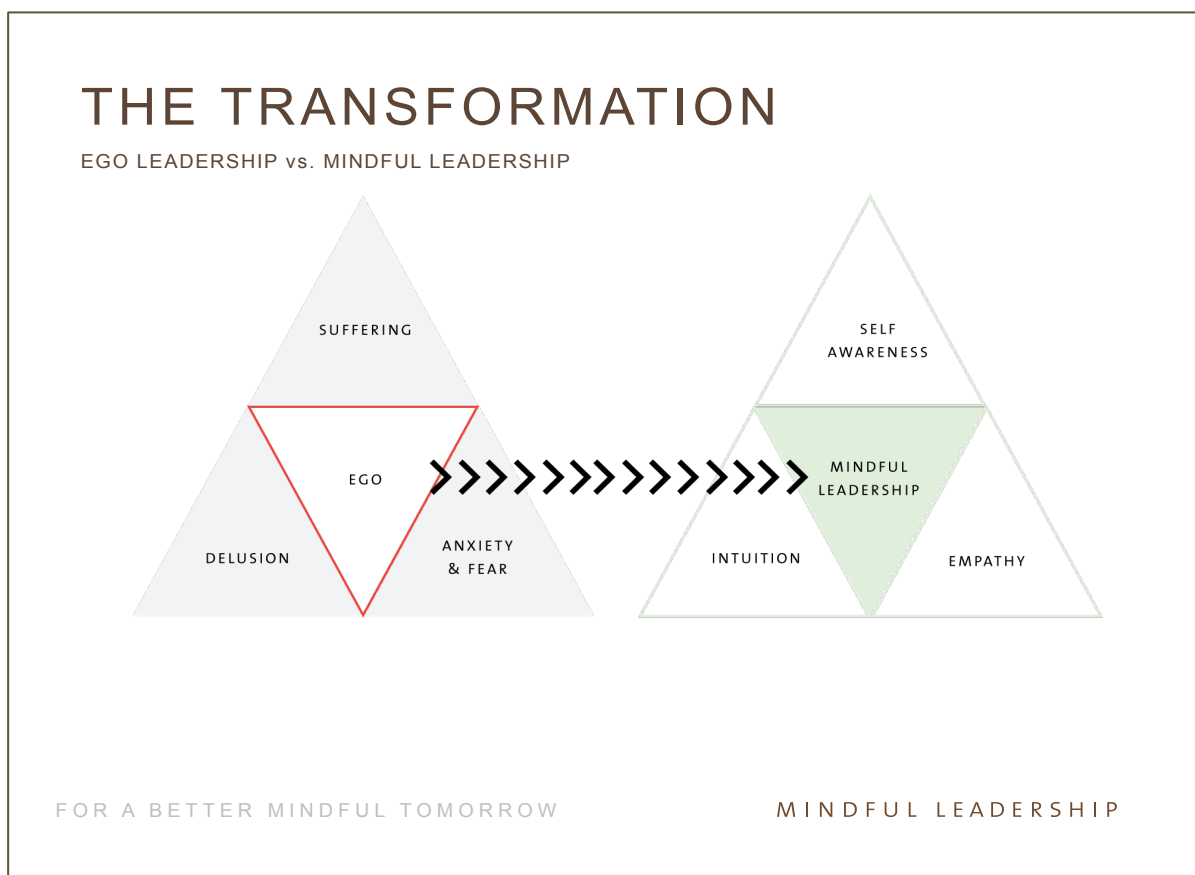 THE TRANSFORMATION
EGO LEADERSHIP vs. MINDFUL LEADERSHIP
SUFFERING
EGO
DELUSION
ANXIETY
& FEAR
SELF
AWARENESS
MINDFUL
LEADERSHIP
INTUITION
EMPATHY
FOR A BETTER MINDFUL TOMORROW
MINDFUL LEADERSHIP